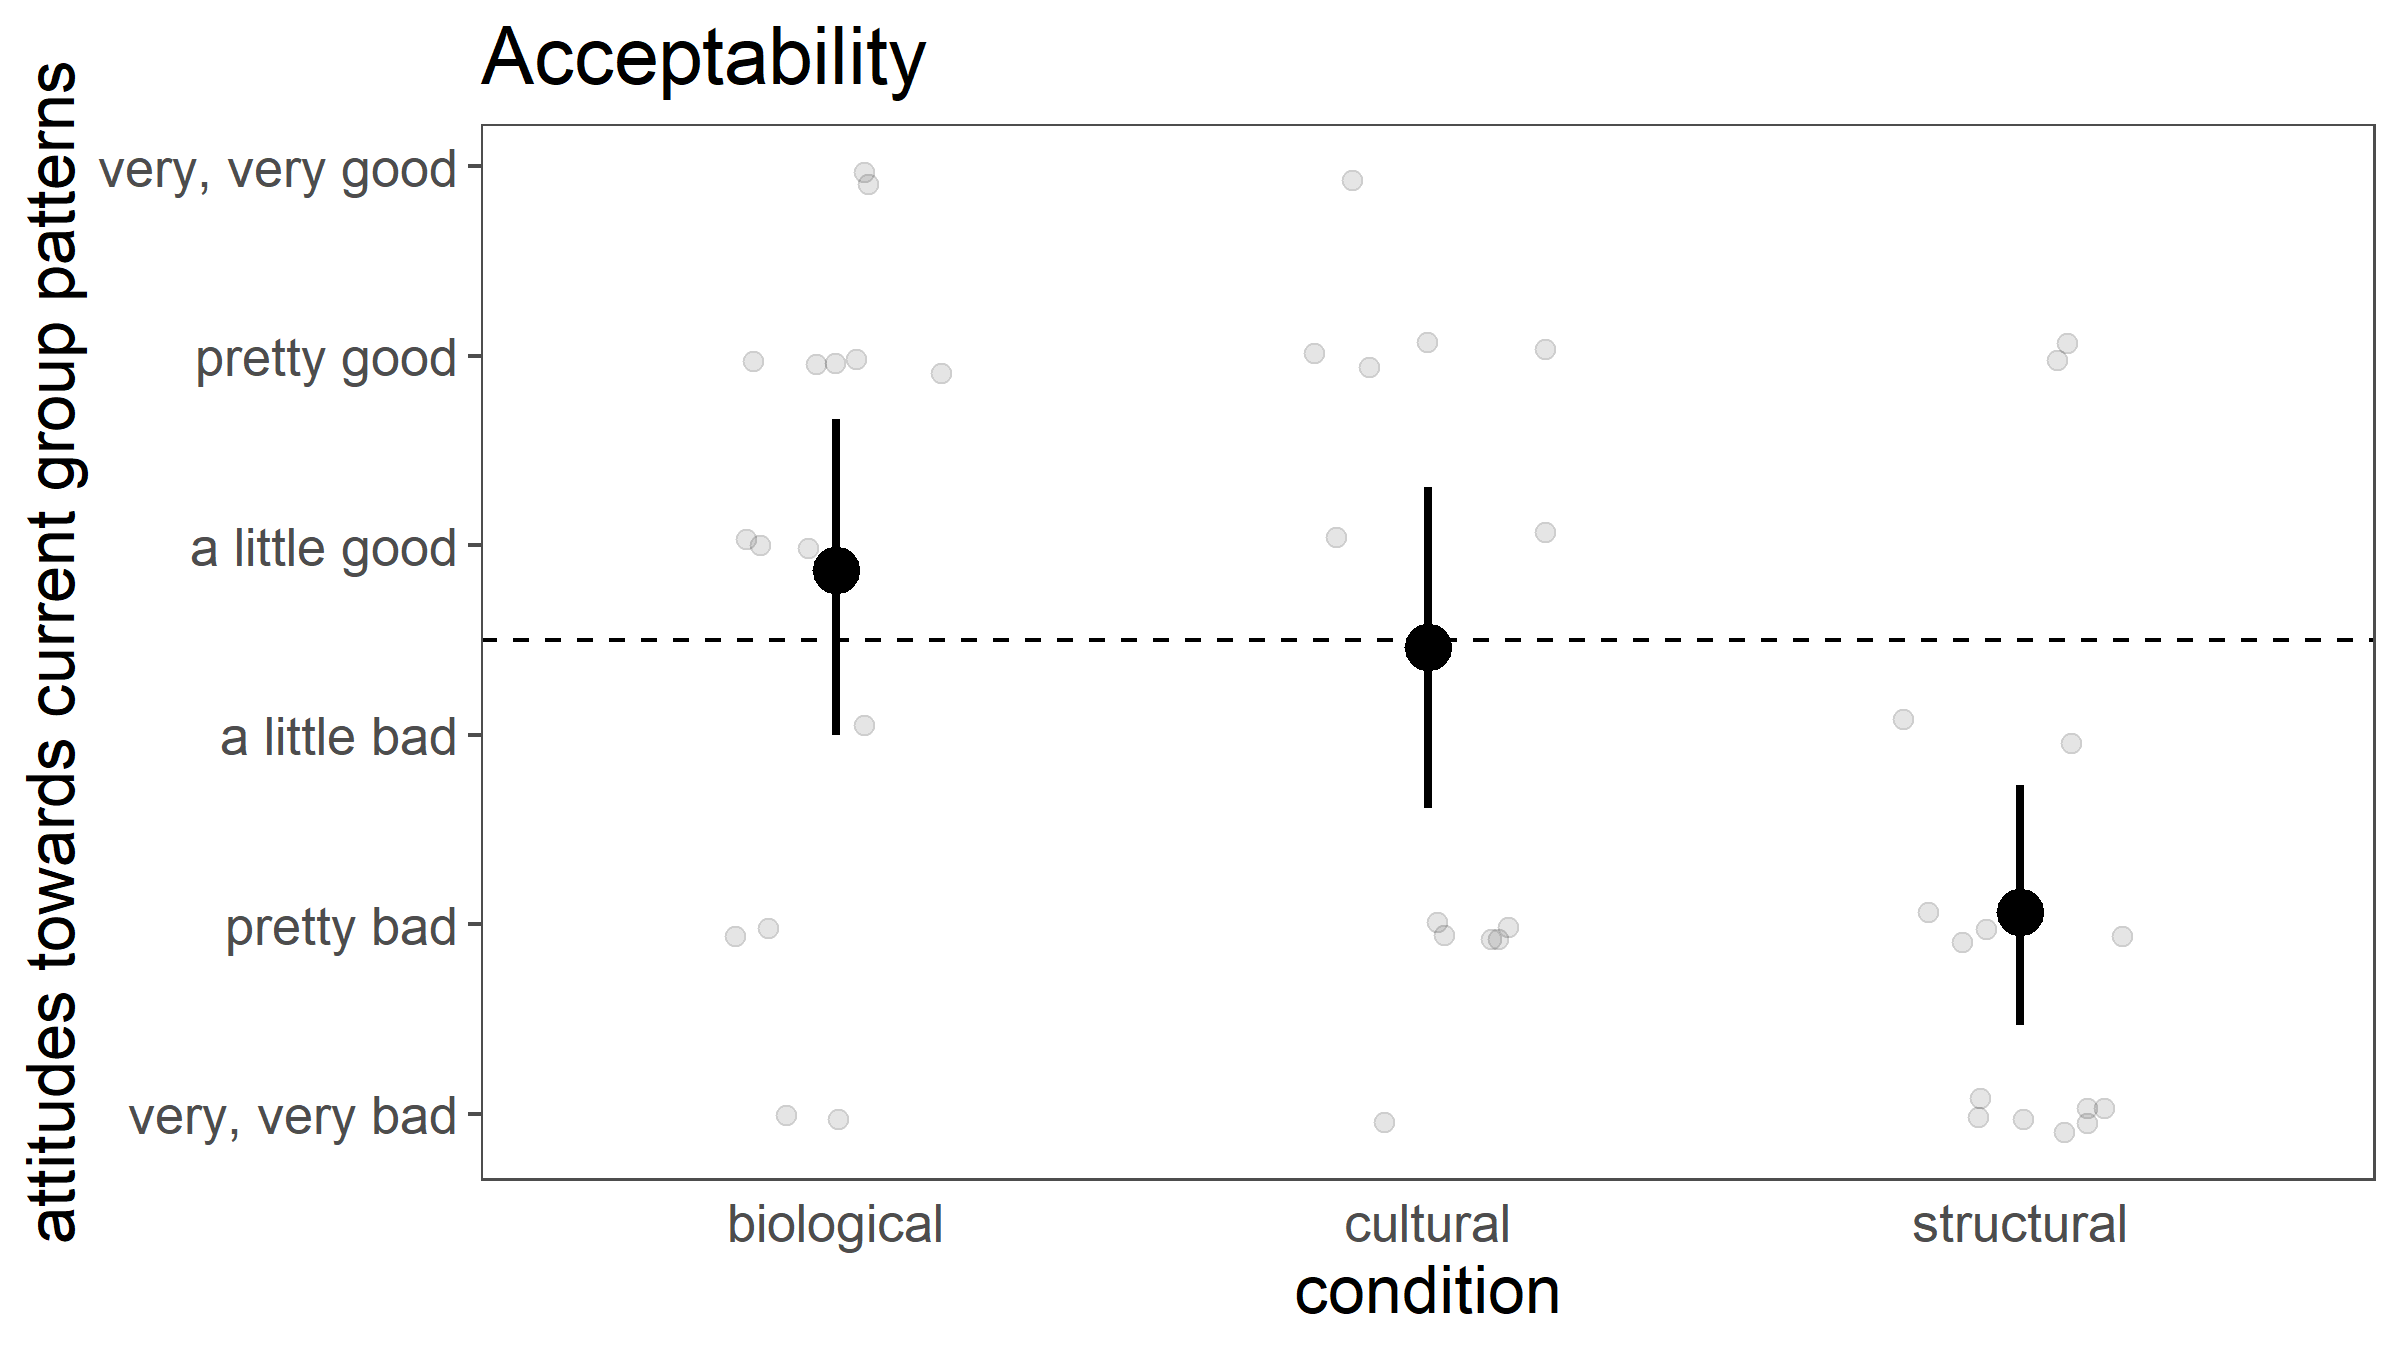 Acceptability
attitudes towards current group patterns
very, very good
pretty good
a little good
a little bad
pretty bad
very, very bad
biological
cultural
structural
condition